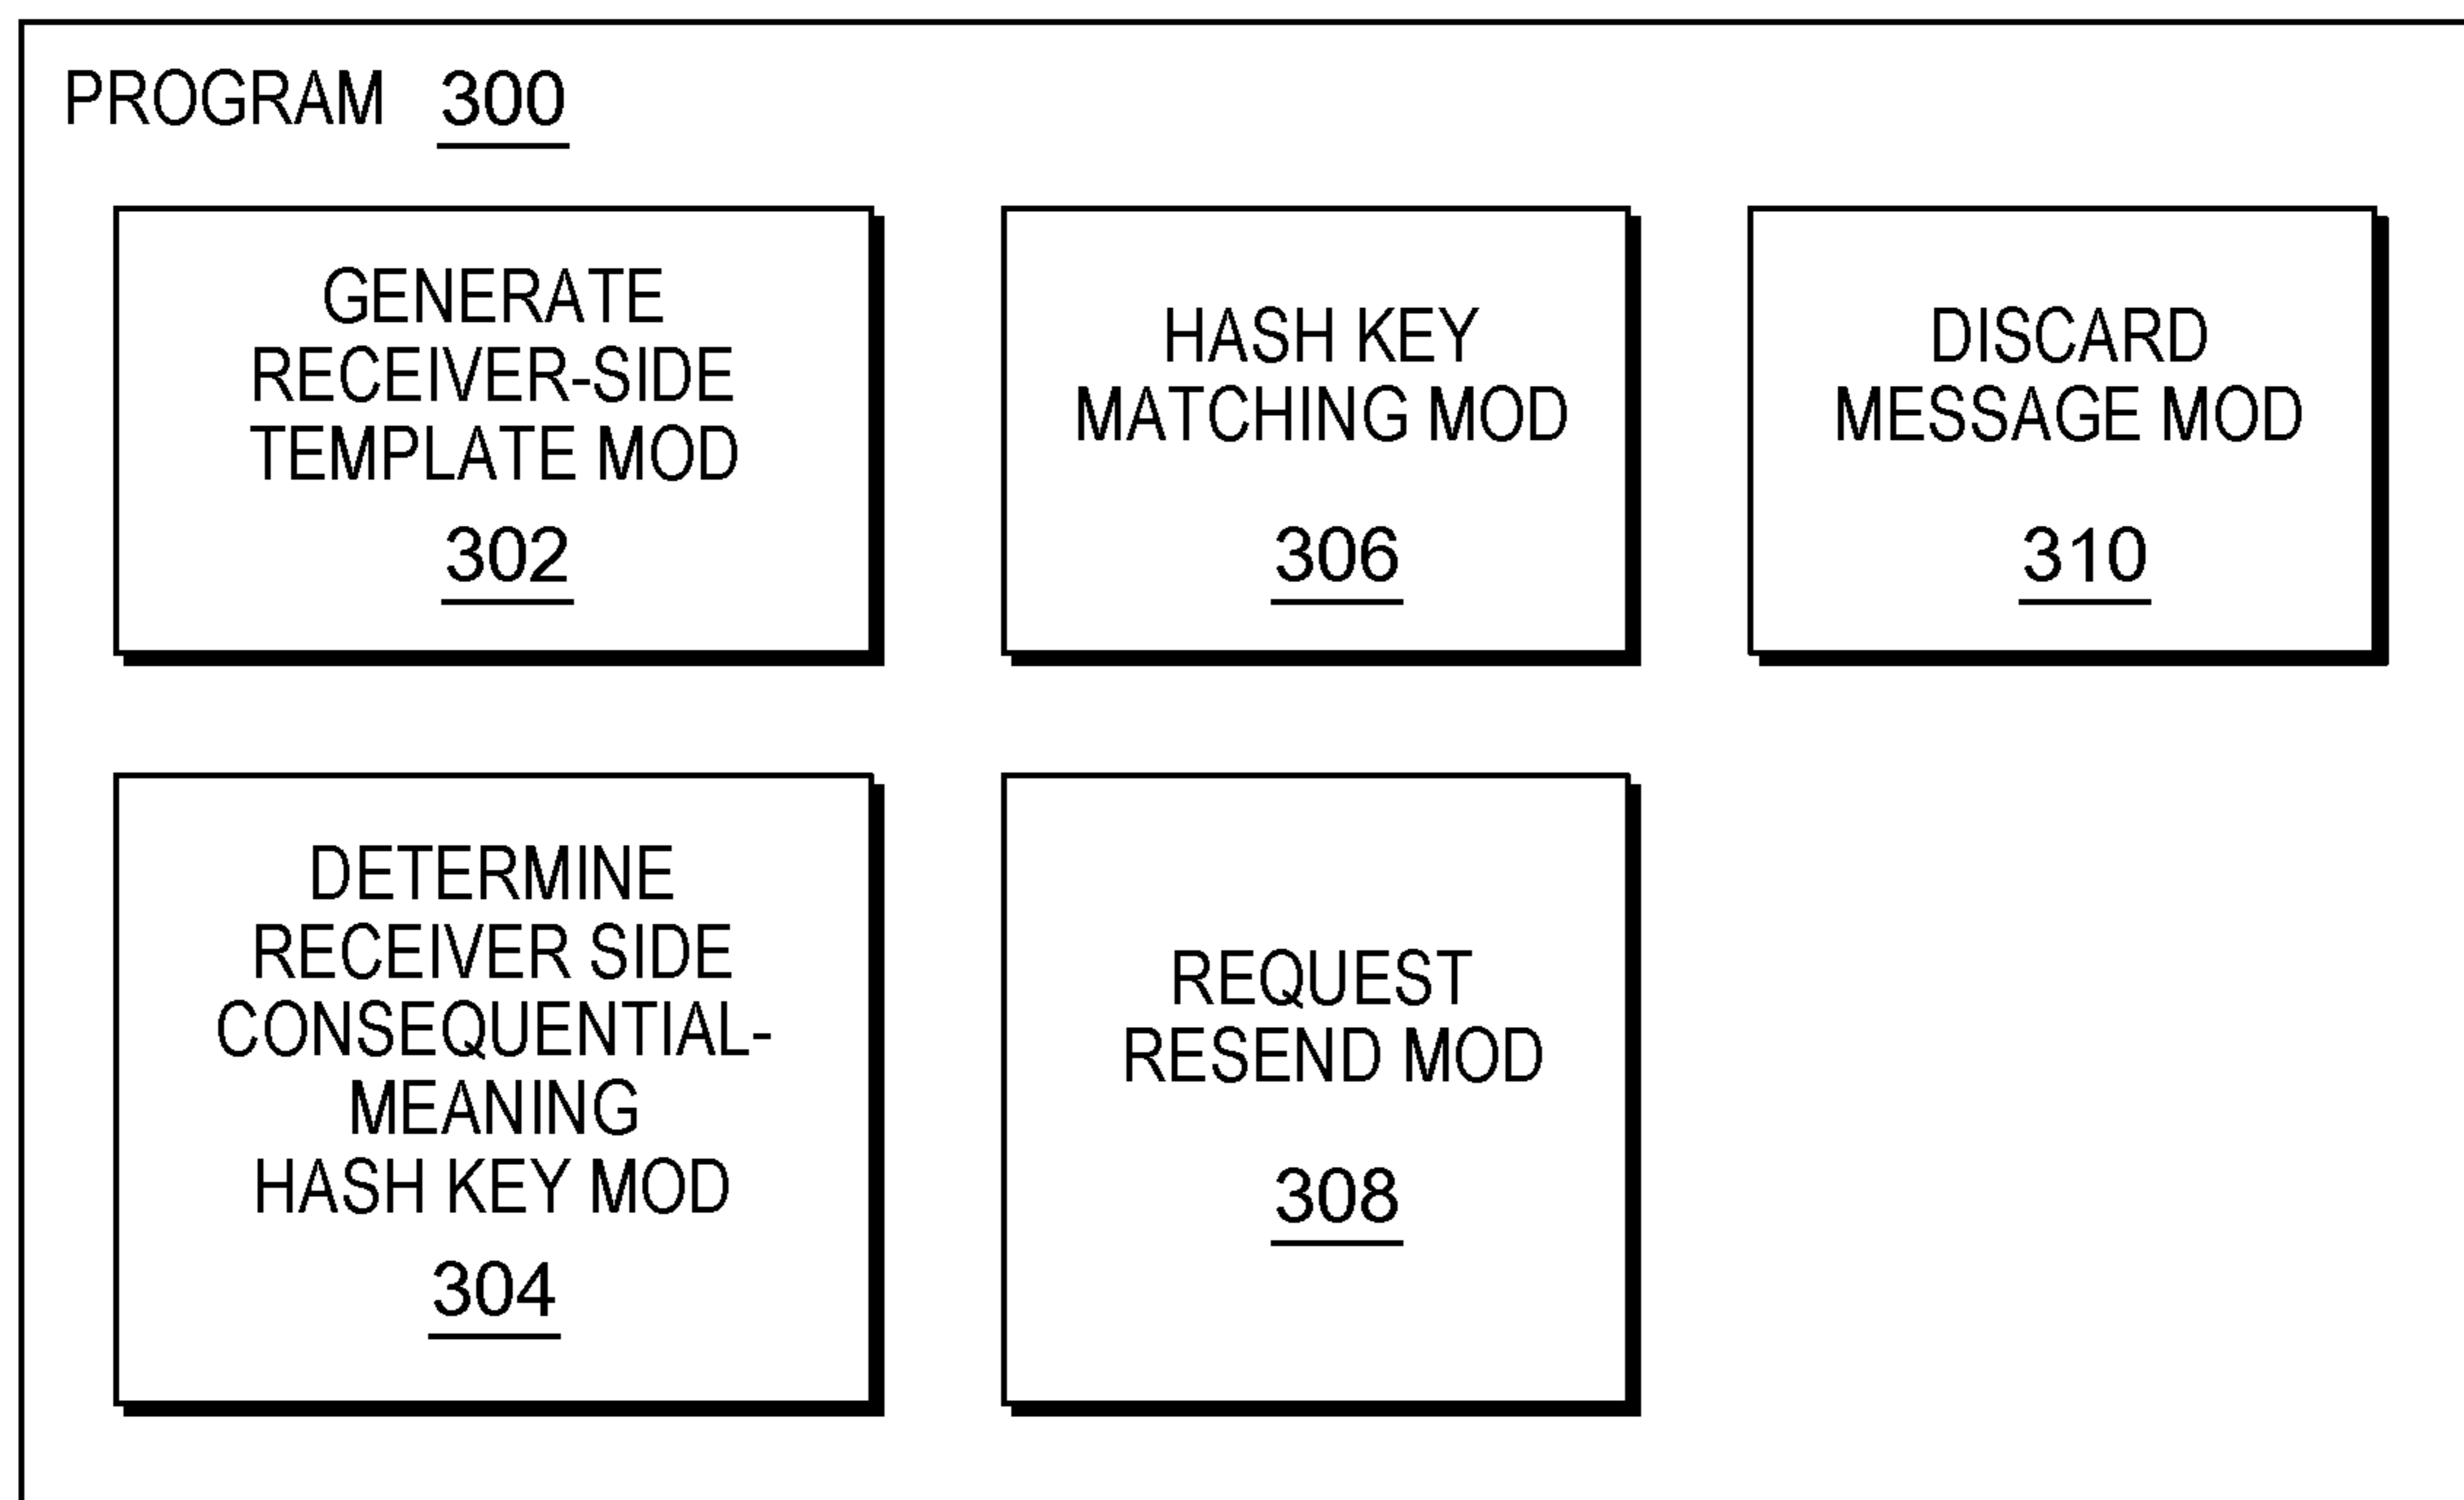 PROGRAM 300
GENERATE
RECEIVER-SIDE
TEMPLATE MOD
302
HASH KEY
MATCHING MOD
306
DISCARD
MESSAGE MOD
310
DETERMINE
RECEIVER SIDE
CONSEQUENTIAL-
MEANING
HASH KEY MOD
304
REQUEST
RESEND MOD
308